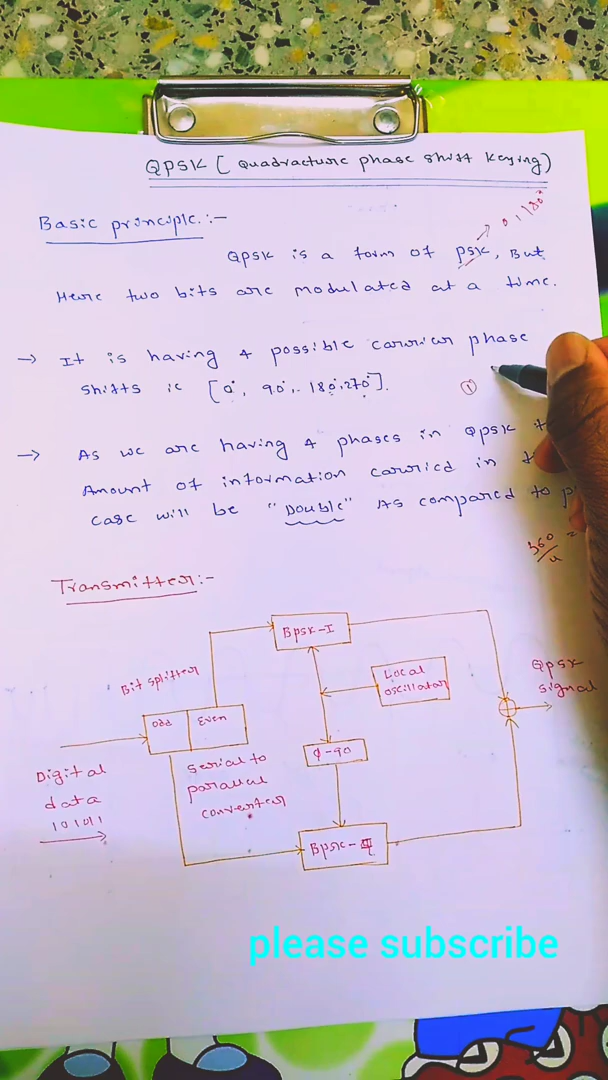 QPSK [ Quadracture phase shift keying)
Basic principle:-
0, 180°
QPSK is a form of PSK, But
Here two bits are modulated at a time.
→ It is having 4 possible carrier phase
shifts is [0°, 90°, 180°, 270°].
①
→ As we are having 4 phases in QPSK
Amount of information carried in
case will be "Double" As compared to
360°/4 =
Transmitter:-
BPSK-I
Bit splitter
Local
oscillator
QPSK
signal
odd
Even
φ-90
Digital
data
101011
serial to
parallel
converter
BPSK-II
please subscribe